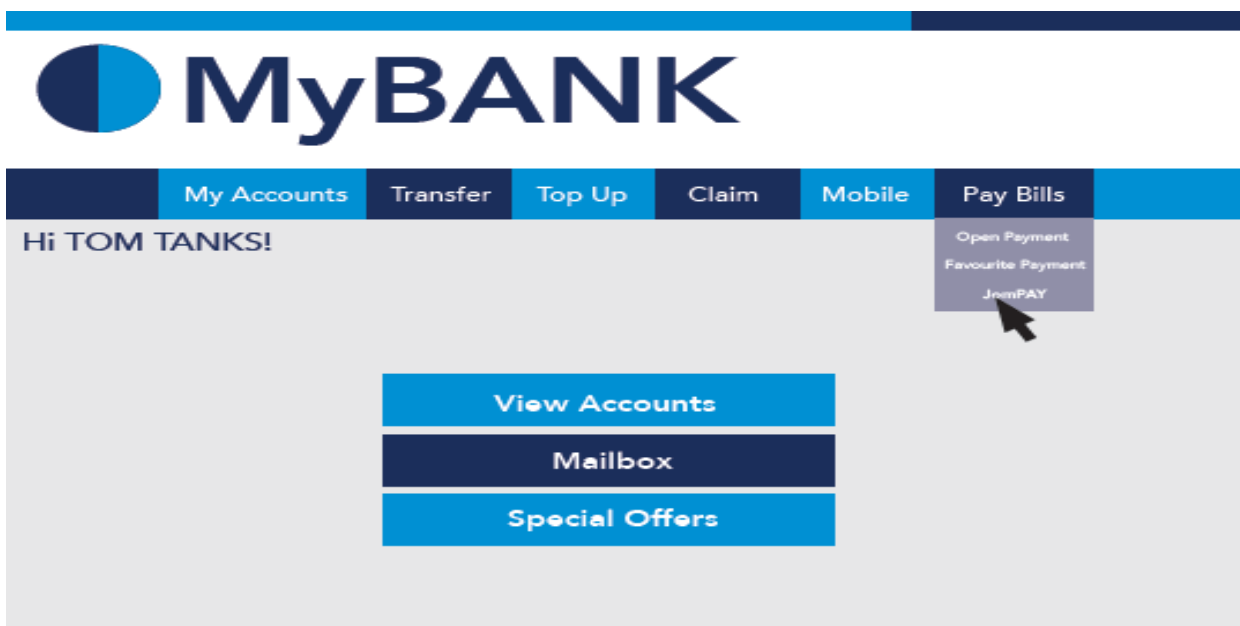 MyBANK
My Accounts Transfer Top Up Claim Mobile Pay Bills
Hi TOM TANKS!
Open Payment
Favourite Payment
JomPAY
View Accounts
Mailbox
Special Offers